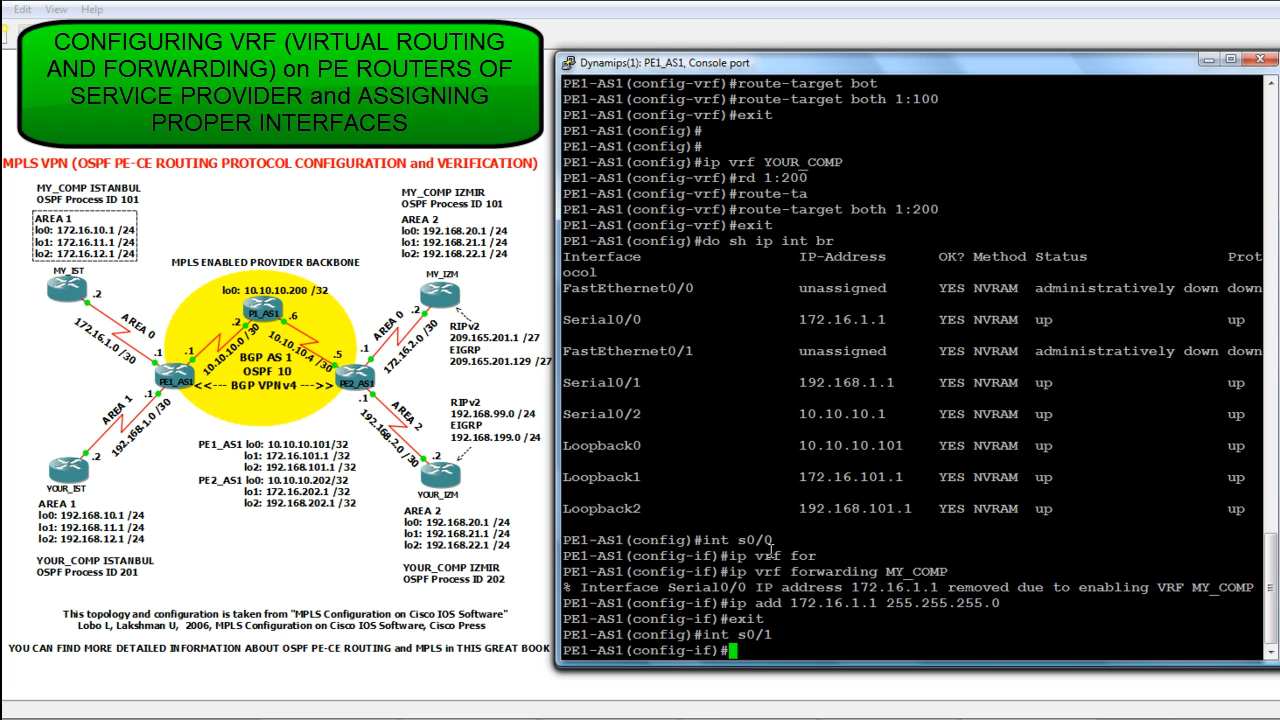 Edit View Help
CONFIGURING VRF (VIRTUAL ROUTING
AND FORWARDING) on PE ROUTERS OF
SERVICE PROVIDER and ASSIGNING
PROPER INTERFACES
MPLS VPN (OSPF PE-CE ROUTING PROTOCOL CONFIGURATION and VERIFICATION)
MY_COMP ISTANBUL
OSPF Process ID 101
AREA 1
lo0: 172.16.10.1 /24
lo1: 172.16.11.1 /24
lo2: 172.16.12.1 /24
MY_IST
MY_COMP IZMIR
OSPF Process ID 101
AREA 2
lo0: 192.168.20.1 /24
lo1: 192.168.21.1 /24
lo2: 192.168.22.1 /24
MY_IZM
MPLS ENABLED PROVIDER BACKBONE
lo0: 10.10.10.200 /32
P1_AS1
.2
.6
.2
AREA 0
172.16.1.0 /30
.1
.1
10.10.10.0 /30
10.10.10.4 /30
.5
BGP AS 1
OSPF 10
<<--- BGP VPNv4 --->>
PE1_AS1
PE2_AS1
.2
AREA 0
172.16.2.0 /30
.1
RIPv2
209.165.201.1 /27
EIGRP
209.165.201.129 /27
.1
AREA 1
192.168.1.0 /30
.2
.1
AREA 2
192.168.2.0 /30
.2
RIPv2
192.168.99.0 /24
EIGRP
192.168.199.0 /24
PE1_AS1 lo0: 10.10.10.101/32
lo1: 172.16.101.1 /32
lo2: 192.168.101.1 /32
PE2_AS1 lo0: 10.10.10.202/32
lo1: 172.16.202.1 /32
lo2: 192.168.202.1 /32
YOUR_IST
AREA 1
lo0: 192.168.10.1 /24
lo1: 192.168.11.1 /24
lo2: 192.168.12.1 /24
YOUR_COMP ISTANBUL
OSPF Process ID 201
YOUR_IZM
AREA 2
lo0: 192.168.20.1 /24
lo1: 192.168.21.1 /24
lo2: 192.168.22.1 /24
YOUR_COMP IZMIR
OSPF Process ID 202
This topology and configuration is taken from "MPLS Configuration on Cisco IOS Software"
Lobo L, Lakshman U, 2006, MPLS Configuration on Cisco IOS Software, Cisco Press
YOU CAN FIND MORE DETAILED INFORMATION ABOUT OSPF PE-CE ROUTING and MPLS in THIS GREAT BOOK
Dynamips(1): PE1_AS1, Console port
PE1-AS1(config-vrf)#route-target bot
PE1-AS1(config-vrf)#route-target both 1:100
PE1-AS1(config-vrf)#exit
PE1-AS1(config)#
PE1-AS1(config)#
PE1-AS1(config)#ip vrf YOUR_COMP
PE1-AS1(config-vrf)#rd 1:200
PE1-AS1(config-vrf)#route-ta
PE1-AS1(config-vrf)#route-target both 1:200
PE1-AS1(config-vrf)#exit
PE1-AS1(config)#do sh ip int br
Interface IP-Address OK? Method Status Prot
ocol
FastEthernet0/0 unassigned YES NVRAM administratively down down
Serial0/0 172.16.1.1 YES NVRAM up up
FastEthernet0/1 unassigned YES NVRAM administratively down down
Serial0/1 192.168.1.1 YES NVRAM up up
Serial0/2 10.10.10.1 YES NVRAM up up
Loopback0 10.10.10.101 YES NVRAM up up
Loopback1 172.16.101.1 YES NVRAM up up
Loopback2 192.168.101.1 YES NVRAM up up
PE1-AS1(config)#int s0/0
PE1-AS1(config-if)#ip vrf for
PE1-AS1(config-if)#ip vrf forwarding MY_COMP
% Interface Serial0/0 IP address 172.16.1.1 removed due to enabling VRF MY_COMP
PE1-AS1(config-if)#ip add 172.16.1.1 255.255.255.0
PE1-AS1(config-if)#exit
PE1-AS1(config)#int s0/1
PE1-AS1(config-if)#